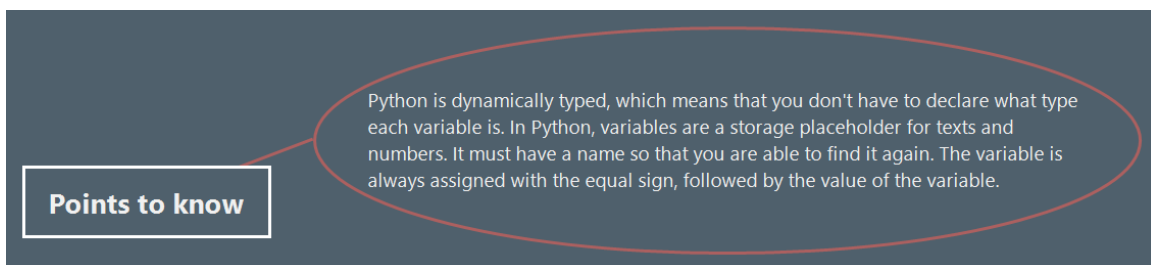 Python is dynamically typed, which means that you don't have to declare what type
each variable is. In Python, variables are a storage placeholder for texts and
numbers. It must have a name so that you are able to find it again. The variable is
always assigned with the equal sign, followed by the value of the variable.
Points to know